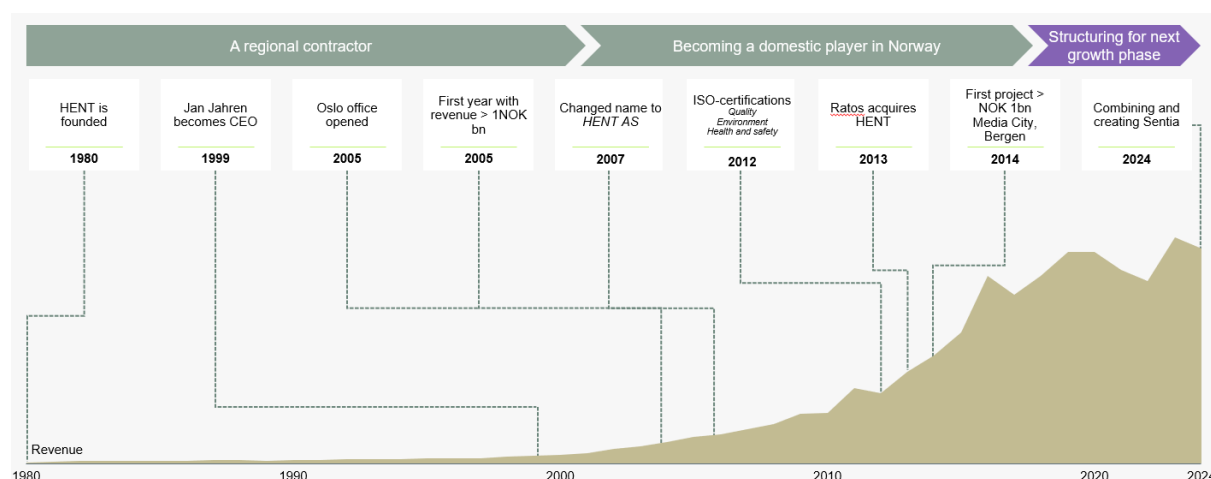 A regional contractor
Becoming a domestic player in Norway
Structuring for next
growth phase
HENT is
founded
1980
Jan Jahren
becomes CEO
1999
Oslo office
opened
2005
First year with
revenue > 1NOK
bn
2005
Changed name to
HENT AS
2007
ISO-certifications
Quality
Environment
Health and safety
2012
Ratos acquires
HENT
2013
First project >
NOK 1bn
Media City,
Bergen
2014
Combining and
creating Sentia
2024
Revenue
1980
1990
2000
2010
2020
2024